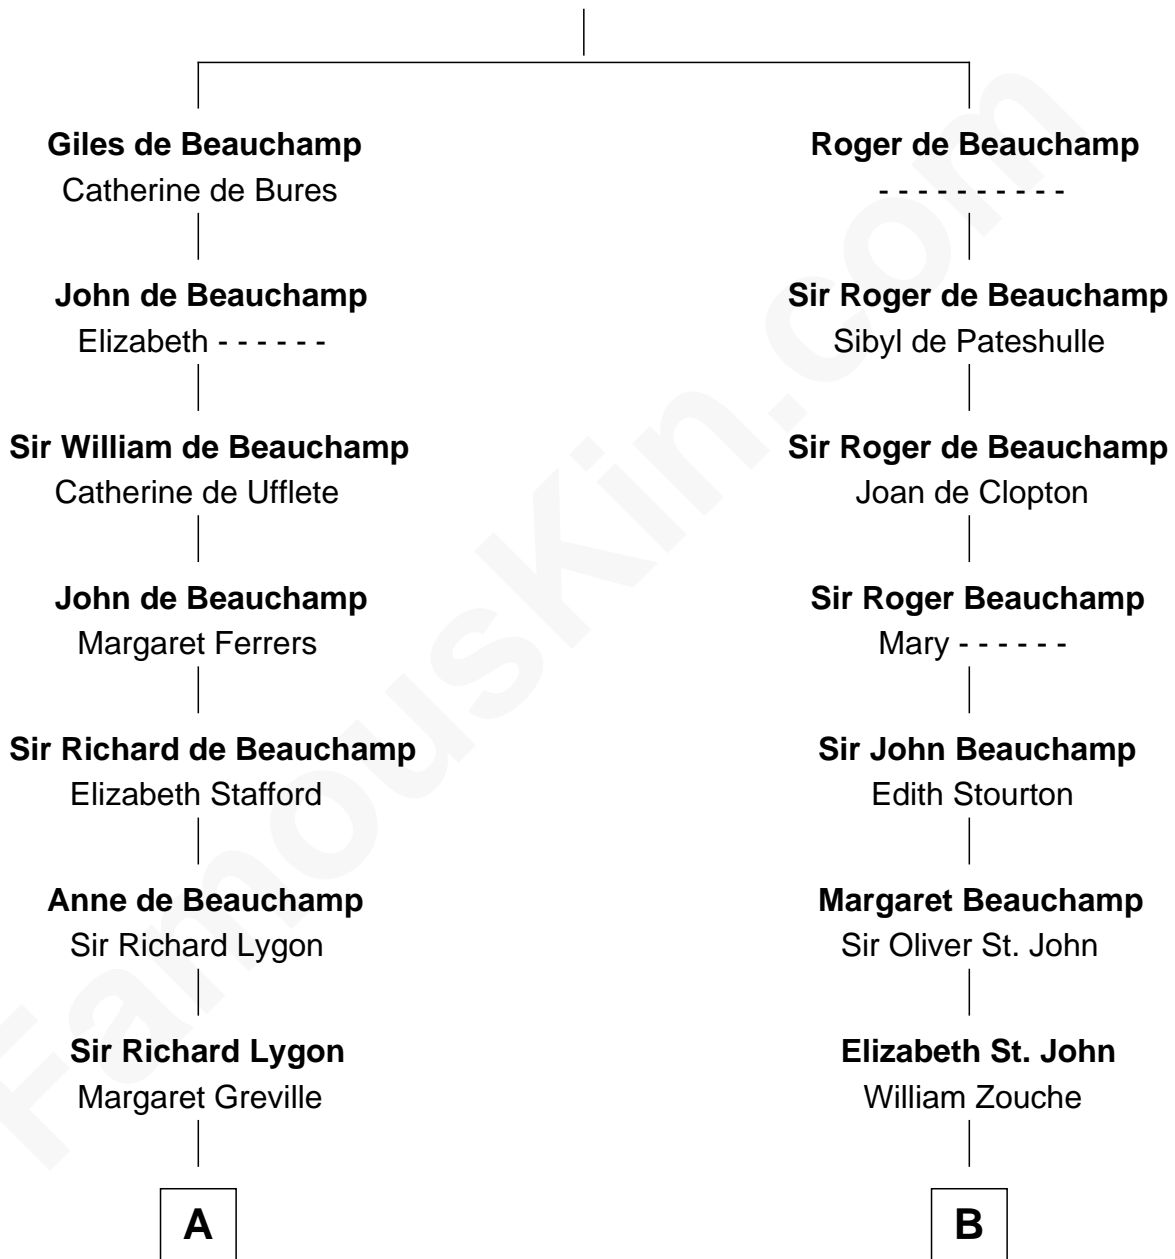 Giles de Beauchamp
Catherine de Bures
John de Beauchamp
Elizabeth - - - - - -
Sir William de Beauchamp
Catherine de Ufflete
John de Beauchamp
Margaret Ferrers
Sir Richard de Beauchamp
Elizabeth Stafford
Anne de Beauchamp
Sir Richard Lygon
Sir Richard Lygon
Margaret Greville
A
Roger de Beauchamp
- - - - - - - - - -
Sir Roger de Beauchamp
Sibyl de Pateshulle
Sir Roger de Beauchamp
Joan de Clopton
Sir Roger Beauchamp
Mary - - - - - -
Sir John Beauchamp
Edith Stourton
Margaret Beauchamp
Sir Oliver St. John
Elizabeth St. John
William Zouche
B
FamousKin.com